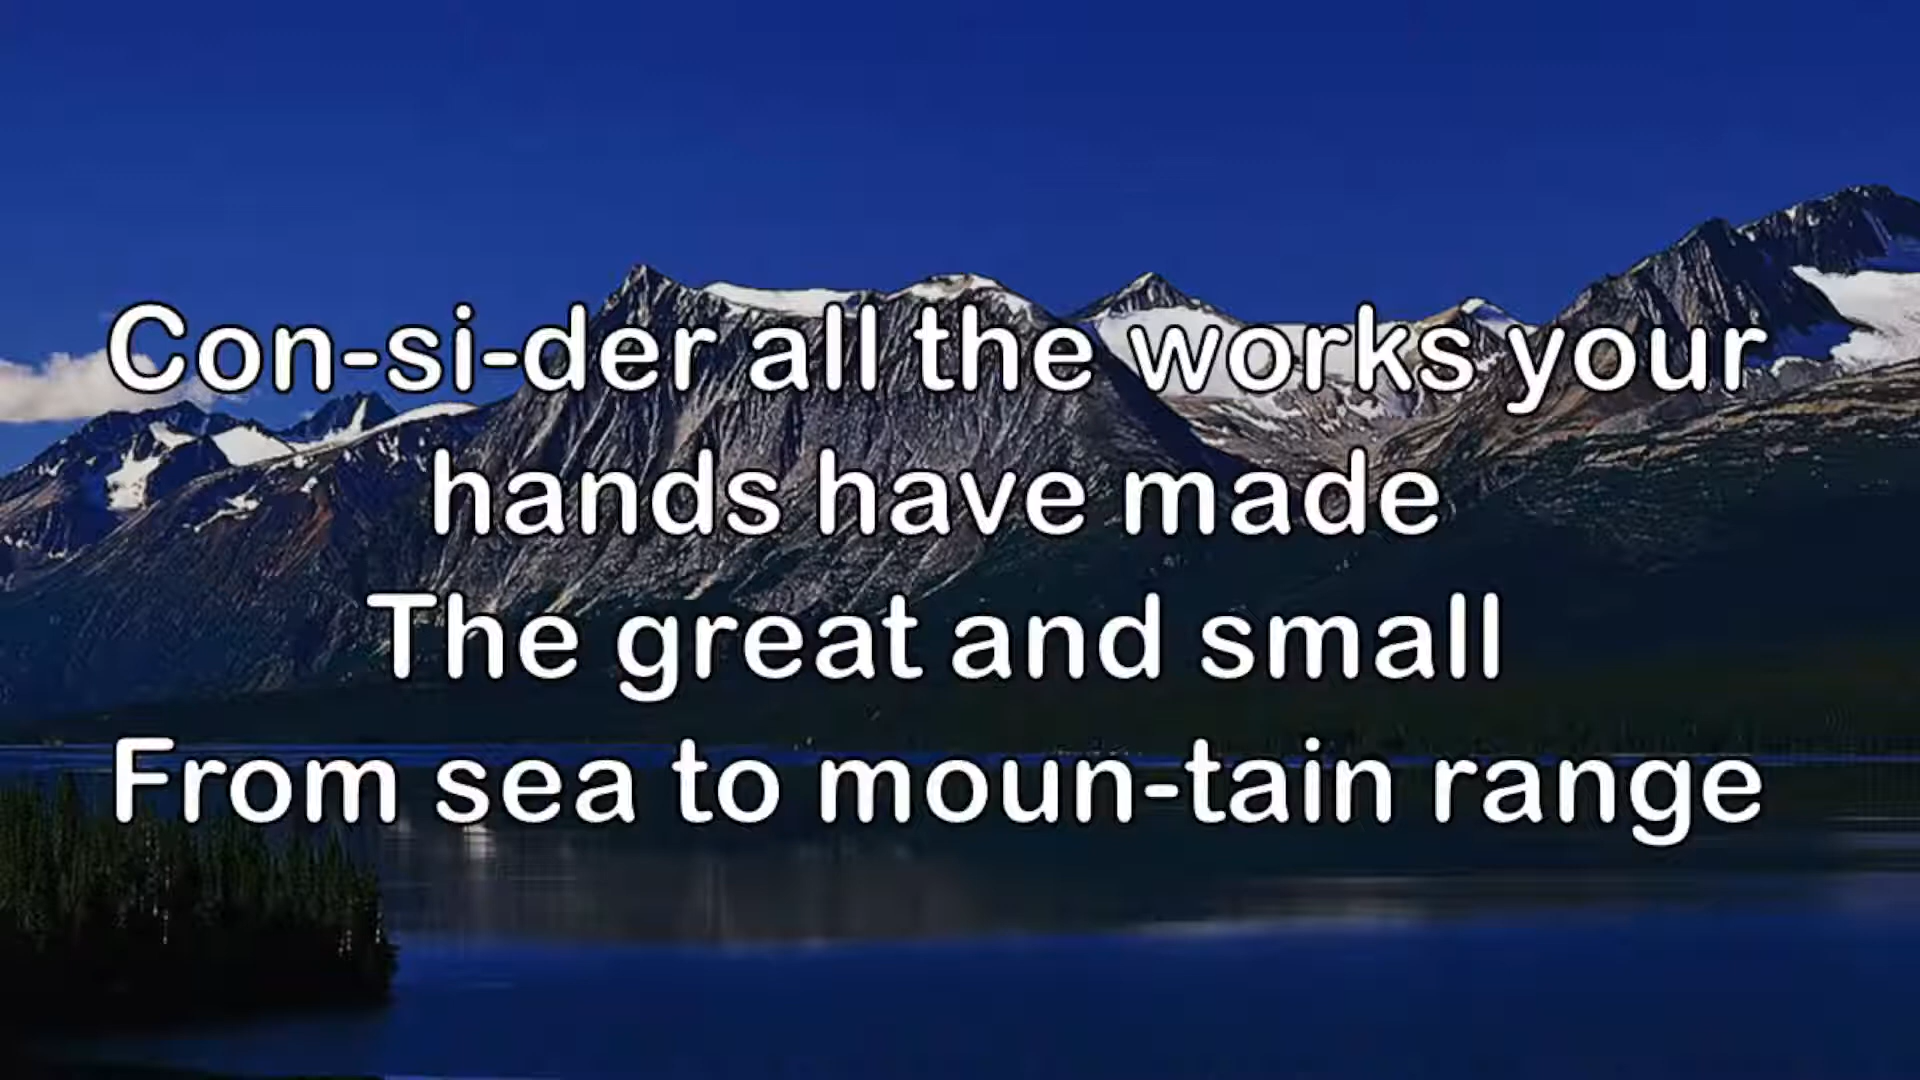 Con-si-der all the works your
hands have made
The great and small
From sea to moun-tain range